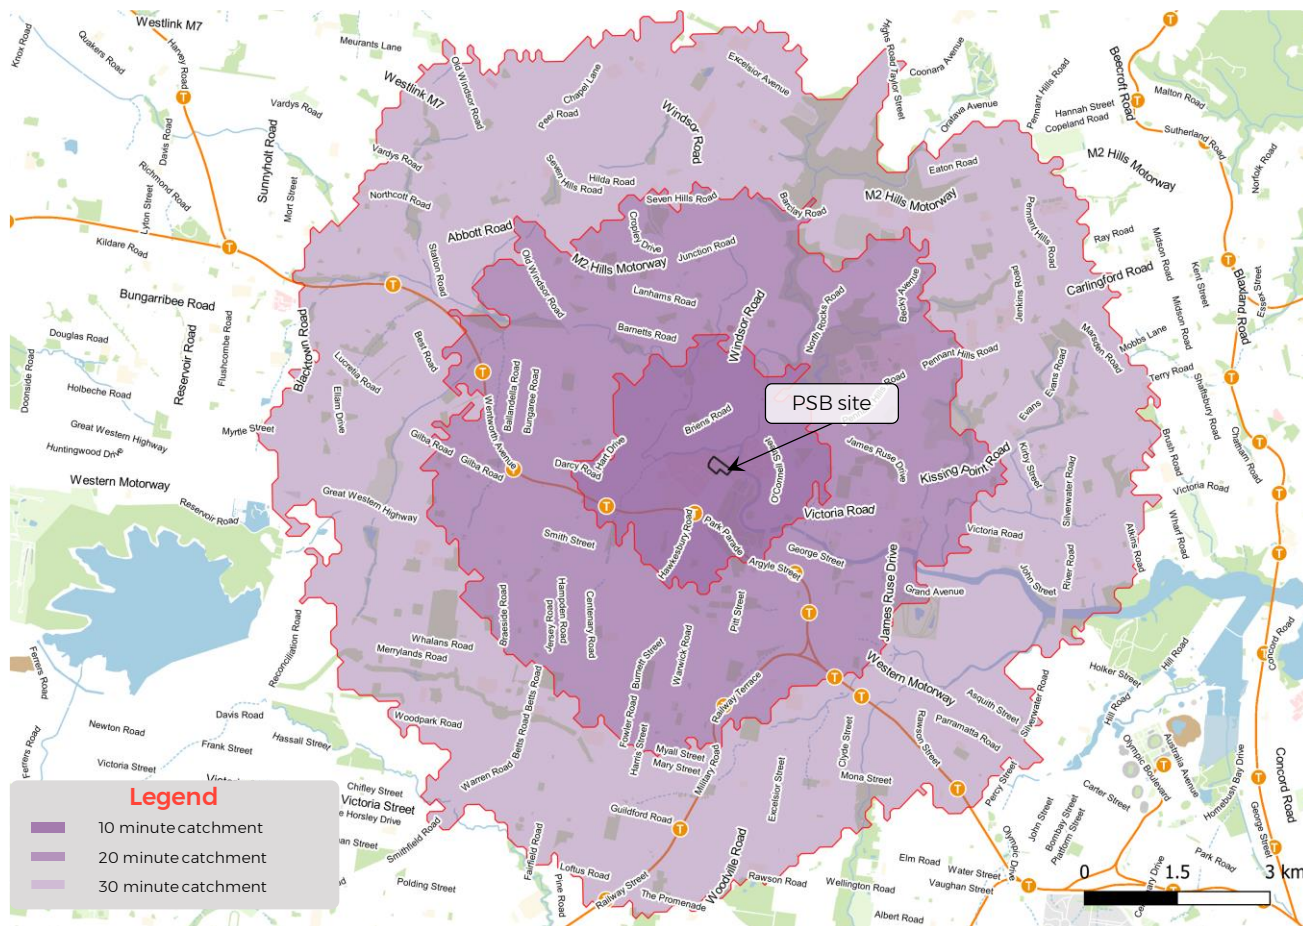 Westlink M7
Meurants Lane
Knox Road
Quakers Road
Harvey Road
Old Windsor Road
Chapel Lane
Excelsior Avenue
Taylor Street
Coonara Avenue
Beecroft Road
Malton Road
Westlink M7
Vardys Road
Peel Road
Windsor Road
Oratava Avenue
Pennant Hills Road
Hannah Street
Copeland Road
Sutherland Road
Davis Road
Sunnyholt Road
Vardys Road
M2 Hills Motorway
Norfolk Road
Richmond Road
Lyton Street
Mort Street
Northcott Road
Seven Hills Road
Hilda Road
Seven Hills Road
Barclay Road
Eaton Road
M2 Hills Motorway
Kildare Road
Abbott Road
Station Road
Cropley Drive
Junction Road
M2 Hills Motorway
Old Windsor Road
Pennant Hills Road
Ray Road
Midson Road
Kent Street
Carlingford Road
Blaxland Road
Essex Street
Bungarribee Road
Lanhams Road
Windsor Road
North Rocks Road
Becky Avenue
Jenkins Road
Midson Road
Douglas Road
Reservoir Road
Flushcombe Road
Blacktown Road
Best Road
Barnetts Road
Pennant Hills Road
Marsden Road
Mobbs Lane
Doonside Road
Holbeche Road
Lucretia Road
Ellam Drive
Ballandella Road
Bungaree Road
Wentworth Avenue
PSB site
Evans Road
Evans
Terry Road
Shaftsbury Road
Great Western Highway
Myrtle Street
Huntingwood Drive
Gilba Road
Gilba Road
Darcy Road
Hart Drive
Briens Road
O'Connell Street
James Ruse Drive
Kissing Point Road
Kirby Street
Silverwater Road
Brush Road
Chatham Road
Western Motorway
Reservoir Road
Great Western Highway
Victoria Road
Victoria Road
Victoria Road
Atkins Road
Wharf Road
Smith Street
Hawkesbury Road
Park Parade
George Street
Argyle Street
James Ruse Drive
Grand Avenue
John Street
River Road
Reconciliation Road
Braeside Road
Jersey Road
Hampden Road
Centenary Road
Pitt Street
Whalans Road
Merrylands Road
Burnett Street
Warwick Road
Western Motorway
Concord Road
Ferrers Road
Ferrers Road
Holker Street
Hill Road
Hill Road
Davis Road
Newton Road
Frank Street
Hassall Street
Victoria Street
Woodpark Road
Betts Road
Betts Road
Fowler Road
Harris Street
Railway Terrace
Myall Street
Mary Street
Military Road
Clyde Street
Rawson Street
Asquith Street
Parramatta Road
Silverwater Road
Olympic Boulevard
Australia Avenue
Homebush Bay Drive
Concord Road
Warren Road
Excelsior Street
Mona Street
Percy Street
Carter Street
Chifley Street
Victoria Street
Smithfield Road
Guildford Road
John Street
Bombay Street
Platform Street
George Street
Polding Street
Fairfield Road
Pine Road
Loftus Road
Railway Street
The Promenade
Woodville Road
Rawson Road
Wellington Road
Albert Road
Elm Road
Water Street
Vaughan Street
Olympic Drive
Park Road
Legend
10 minute catchment
20 minute catchment
30 minute catchment
0 1.5 3 km